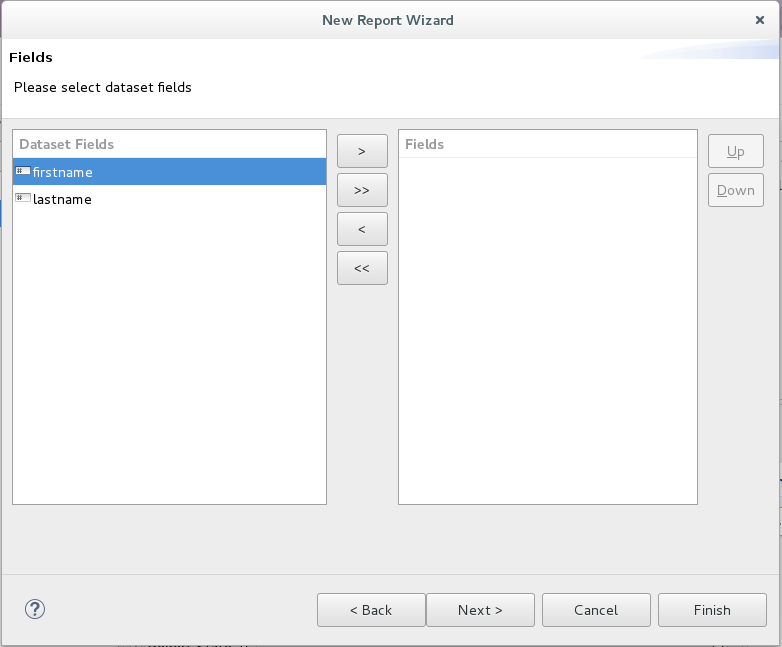 New Report Wizard
Fields
Please select dataset fields
Dataset Fields
firstname
lastname
>
>>
<
<<
Fields
Up
Down
?
< Back
Next >
Cancel
Finish